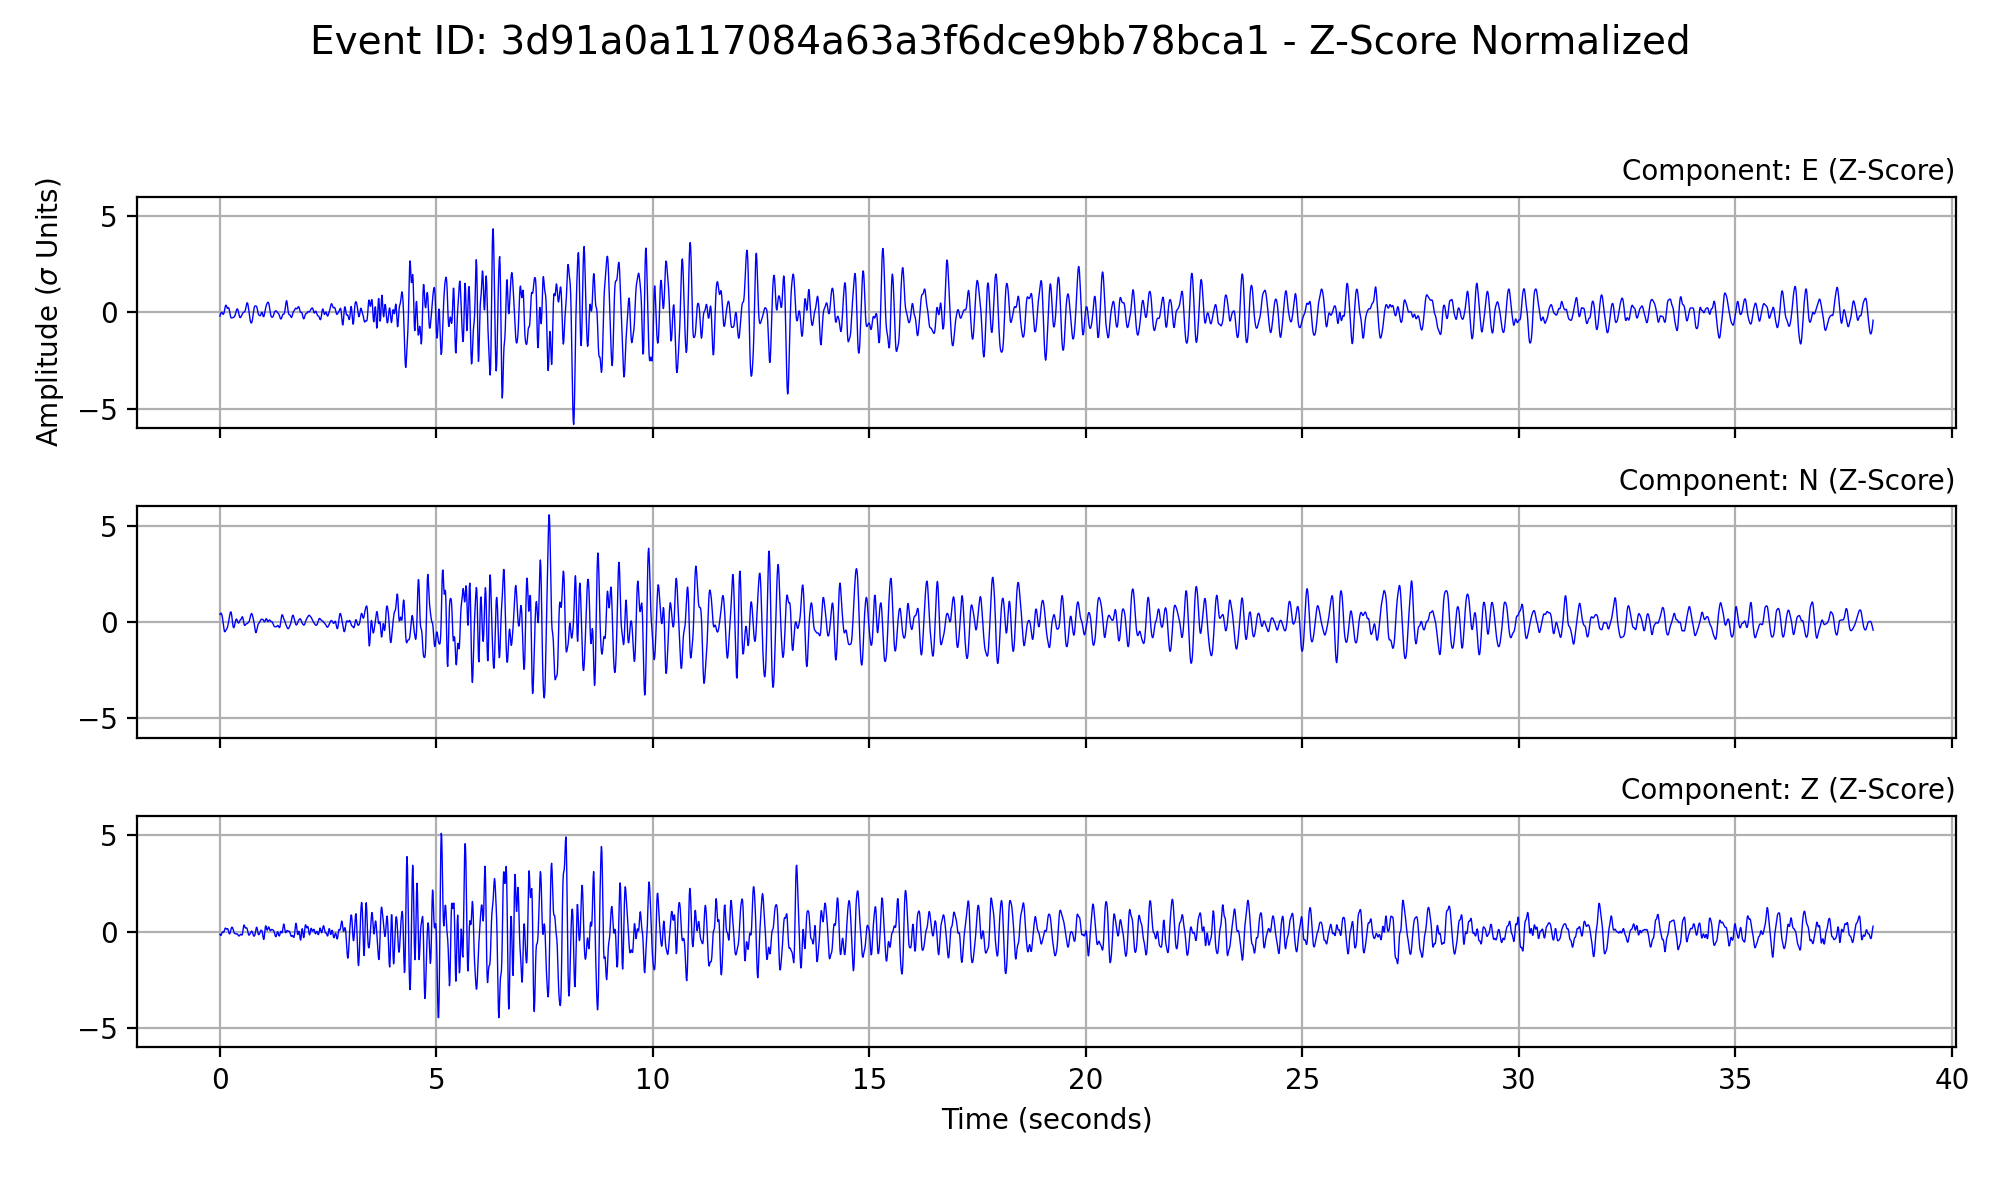 Event ID: 3d91a0a117084a63a3f6dce9bb78bca1 - Z-Score Normalized
Component: E (Z-Score)
Amplitude (σ Units)
5
0
−5
Component: N (Z-Score)
5
0
−5
Component: Z (Z-Score)
5
0
−5
0 5 10 15 20 25 30 35 40
Time (seconds)